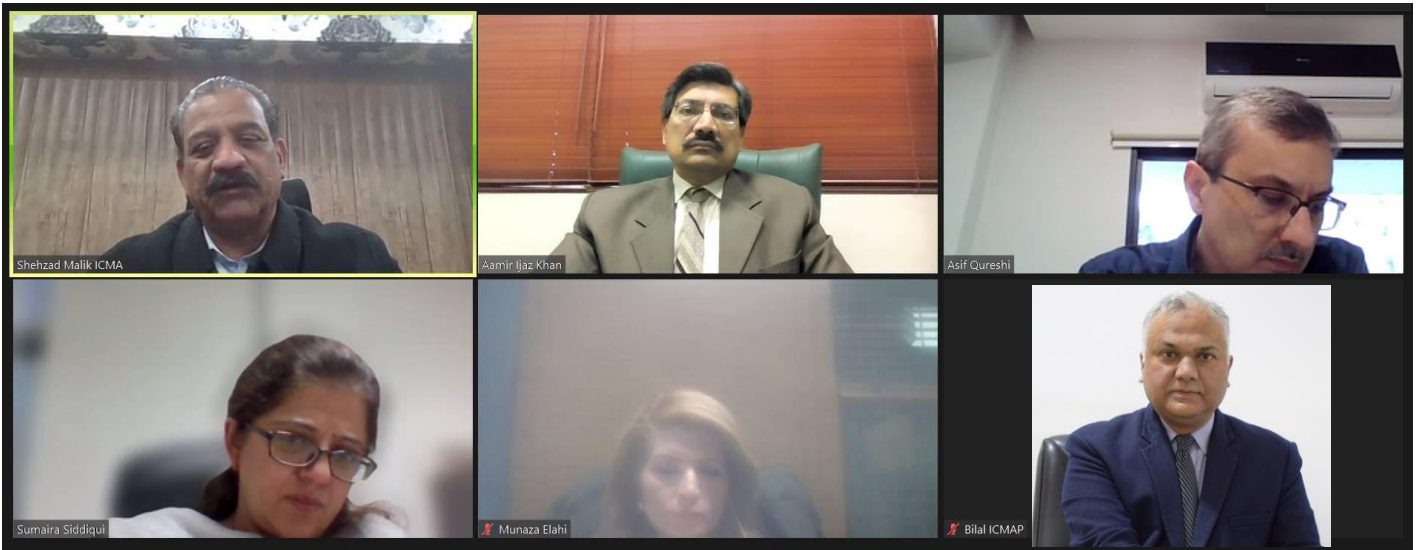 Shehzad Malik ICMA
Aamir Ijaz Khan
Asif Qureshi
Sumaira Siddiqui
Munaza Elahi
Bilal ICMAP